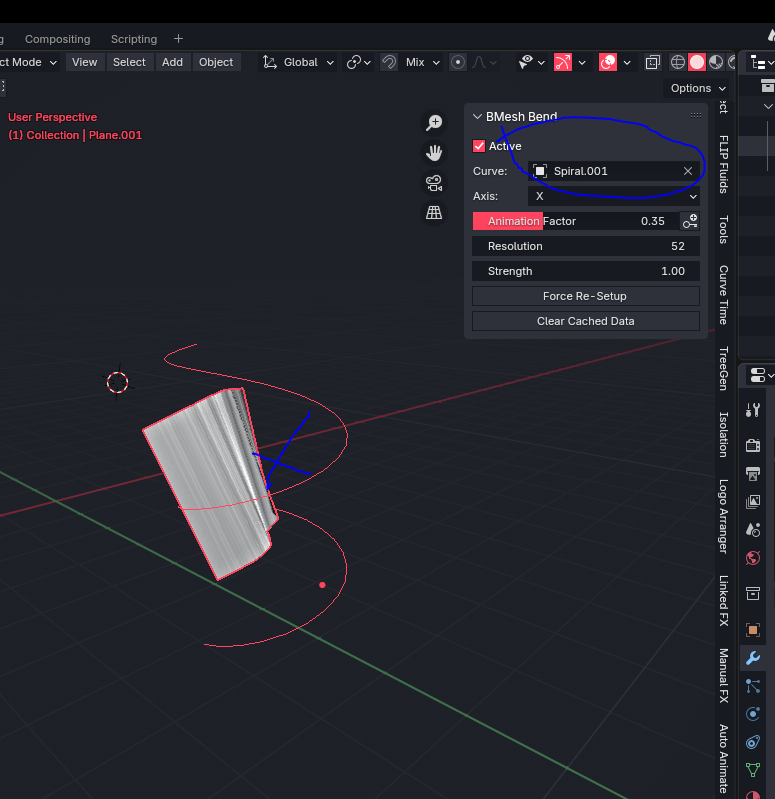 g Compositing Scripting +
ct Mode View Select Add Object Global Mix
Options
User Perspective
(1) Collection | Plane.001
BMesh Bend
Active
Curve: Spiral.001
Axis: X
Animation Factor 0.35
Resolution 52
Strength 1.00
Force Re-Setup
Clear Cached Data
ct
FLIP Fluids
Tools
Curve Time
TreeGen
Isolation
Logo Arranger
Linked FX
Manual FX
Auto Animate